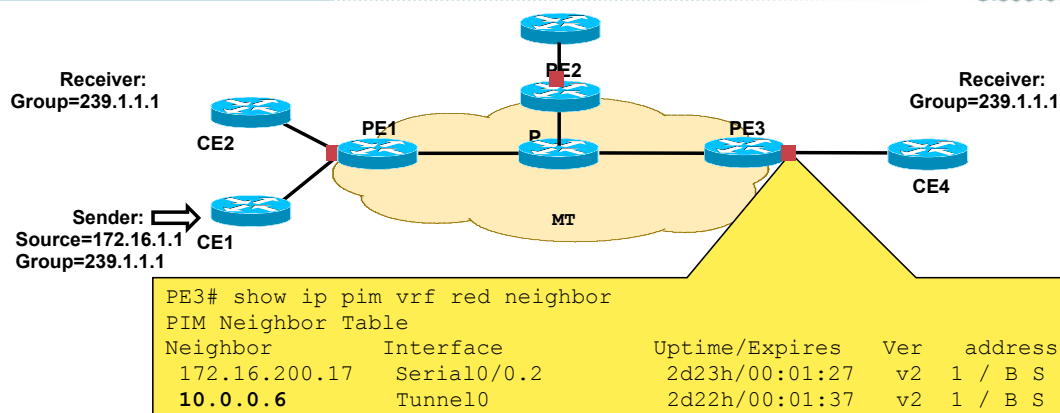 PE2
Receiver:
Group=239.1.1.1
Receiver:
Group=239.1.1.1
CE2
PE1
P
PE3
CE4
MT
Sender:
Source=172.16.1.1
Group=239.1.1.1
CE1
PE3# show ip pim vrf red neighbor
PIM Neighbor Table
Neighbor Interface Uptime/Expires Ver address
172.16.200.17 Serial0/0.2 2d23h/00:01:27 v2 1 / B S
10.0.0.6 Tunnel0 2d22h/00:01:37 v2 1 / B S